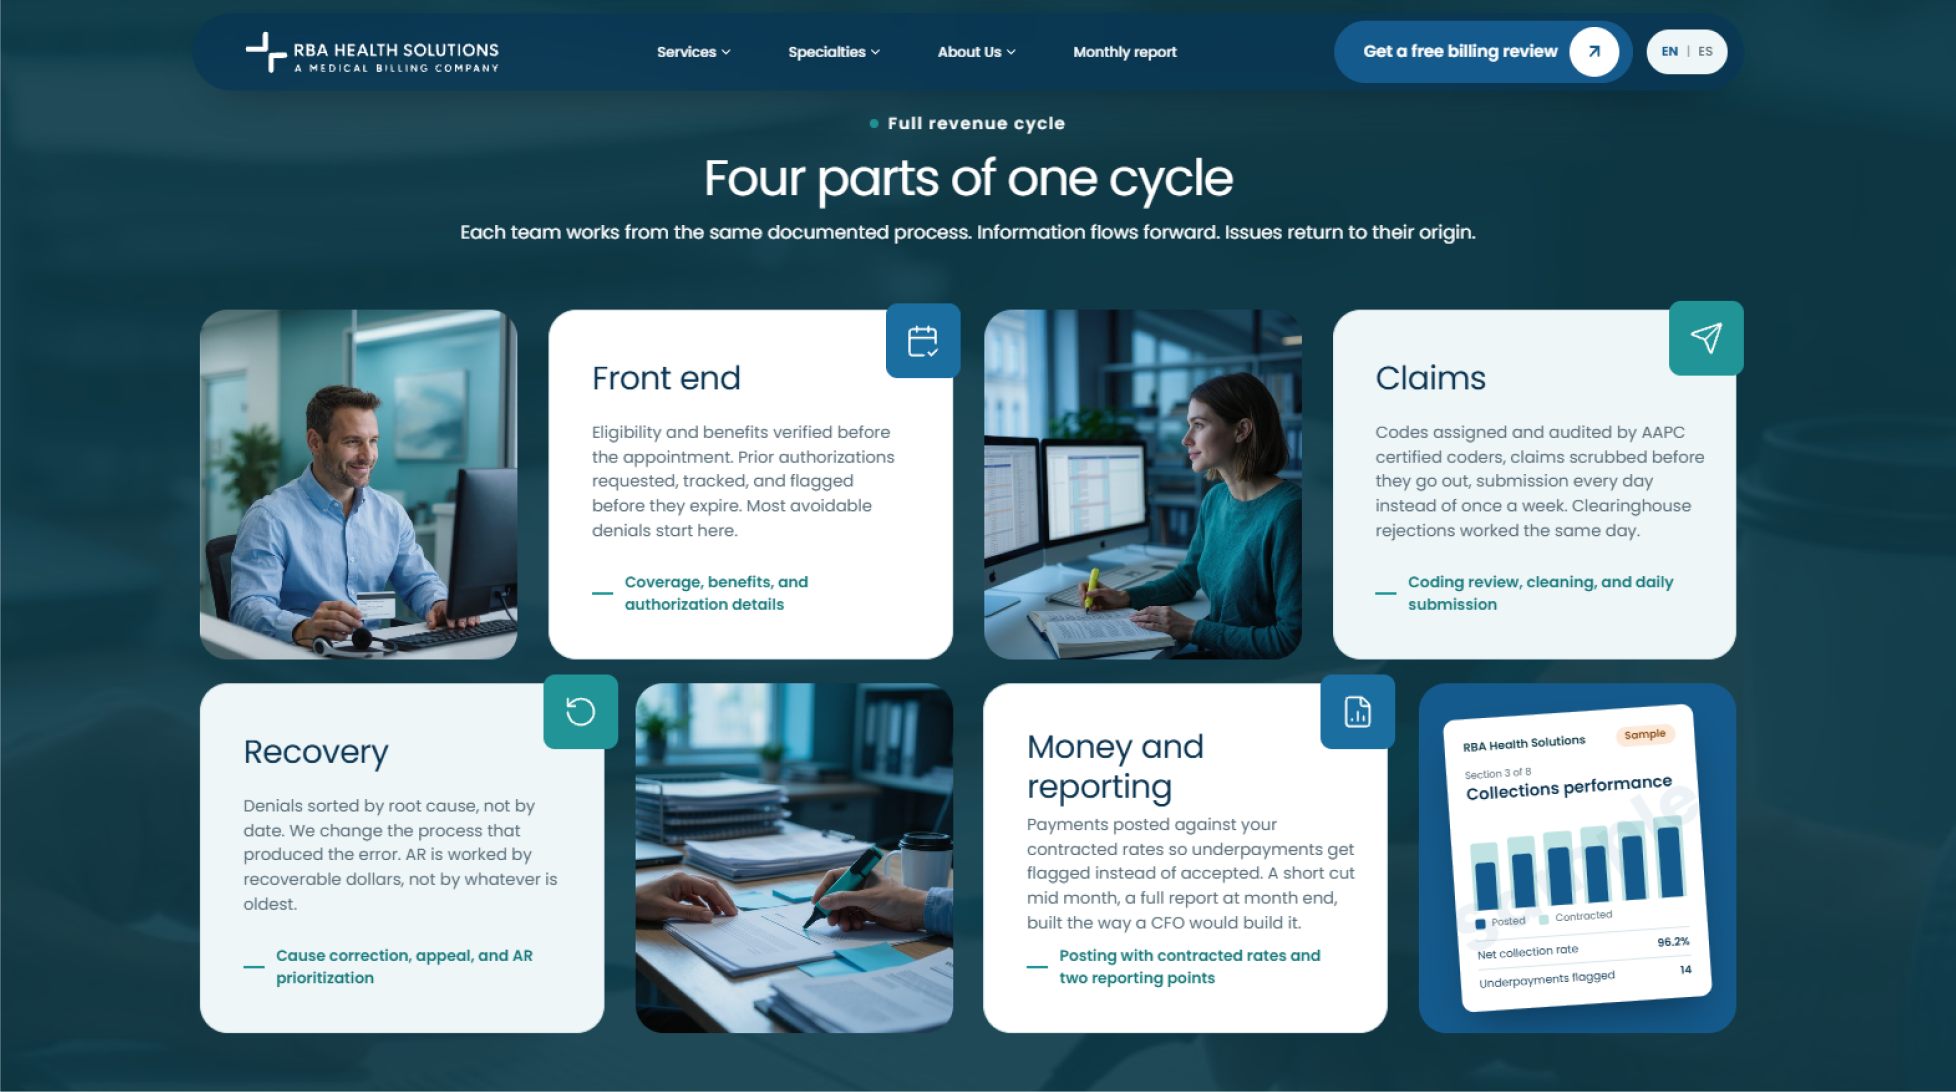 RBA HEALTH SOLUTIONS
A MEDICAL BILLING COMPANY
Services
Specialties
About Us
Monthly report
Get a free billing review
EN | ES
Full revenue cycle
Four parts of one cycle
Each team works from the same documented process. Information flows forward. Issues return to their origin.
Front end
Eligibility and benefits verified before
the appointment. Prior authorizations
requested, tracked, and flagged
before they expire. Most avoidable
denials start here.
Coverage, benefits, and
authorization details
Claims
Codes assigned and audited by AAPC
certified coders, claims scrubbed before
they go out, submission every day
instead of once a week. Clearinghouse
rejections worked the same day.
Coding review, cleaning, and daily
submission
Recovery
Denials sorted by root cause, not by
date. We change the process that
produced the error. AR is worked by
recoverable dollars, not by whatever is
oldest.
Cause correction, appeal, and AR
prioritization
Money and
reporting
Payments posted against your
contracted rates so underpayments get
flagged instead of accepted. A short cut
mid month, a full report at month end,
built the way a CFO would build it.
Posting with contracted rates and
two reporting points
RBA Health Solutions
Sample
Section 3 of 8
Collections performance
Sample
Posted
Contracted
Net collection rate
96.2%
Underpayments flagged
14